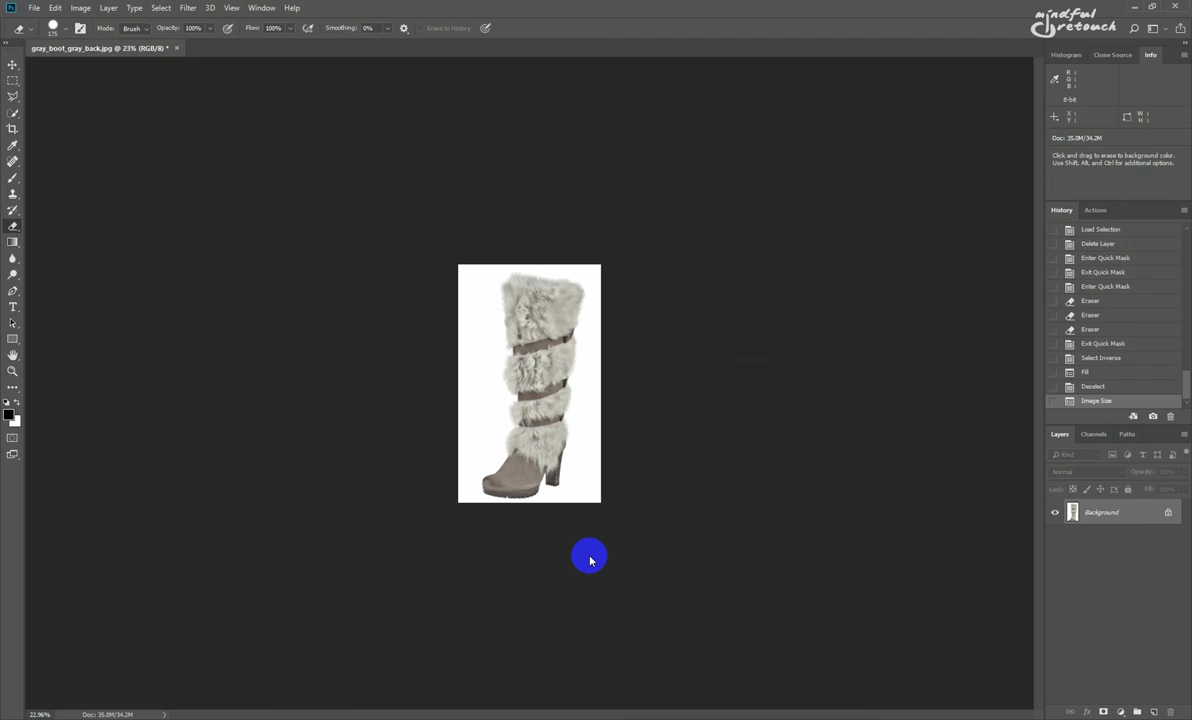 Ps File Edit Image Layer Type Select Filter 3D View Window Help
mindful retouch
175 Mode: Brush Opacity: 100% Flow: 100% Smoothing: 0% Erase to History
gray_boot_gray_back.jpg @ 23% (RGB/8) * ×
Histogram Clone Source Info
R :
G :
B :
8-bit
X :
Y :
W :
H :
Doc: 35.0M/34.2M
Click and drag to erase to background color.
Use Shift, Alt, and Ctrl for additional options.
History Actions
Load Selection
Delete Layer
Enter Quick Mask
Exit Quick Mask
Enter Quick Mask
Eraser
Eraser
Eraser
Exit Quick Mask
Select Inverse
Fill
Deselect
Image Size
Layers Channels Paths
Kind
Normal Opacity: 100%
Lock: Fill: 100%
Background
fx
22.96% Doc: 35.0M/34.2M